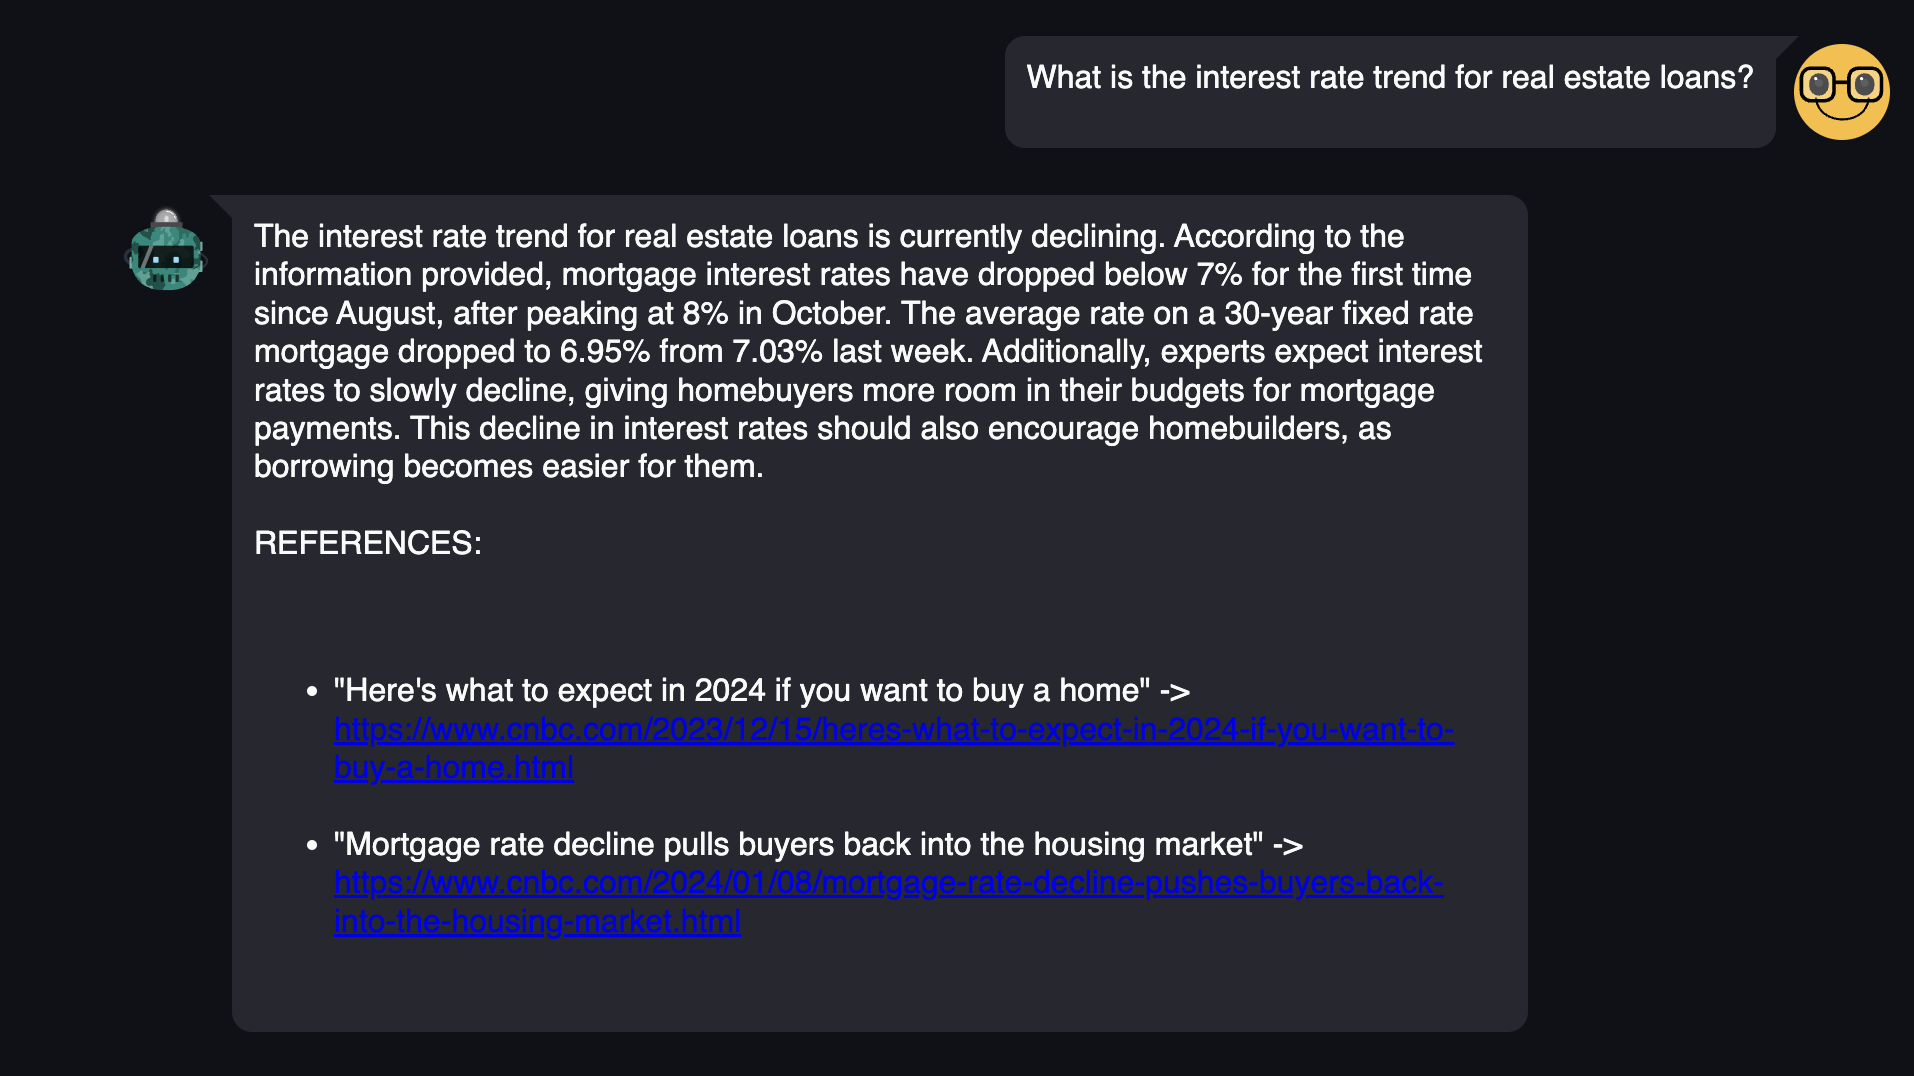 What is the interest rate trend for real estate loans?
The interest rate trend for real estate loans is currently declining. According to the
information provided, mortgage interest rates have dropped below 7% for the first time
since August, after peaking at 8% in October. The average rate on a 30-year fixed rate
mortgage dropped to 6.95% from 7.03% last week. Additionally, experts expect interest
rates to slowly decline, giving homebuyers more room in their budgets for mortgage
payments. This decline in interest rates should also encourage homebuilders, as
borrowing becomes easier for them.
REFERENCES:
• "Here's what to expect in 2024 if you want to buy a home" ->
https://www.cnbc.com/2023/12/15/heres-what-to-expect-in-2024-if-you-want-to-
buy-a-home.html
• "Mortgage rate decline pulls buyers back into the housing market" ->
https://www.cnbc.com/2024/01/08/mortgage-rate-decline-pushes-buyers-back-
into-the-housing-market.html